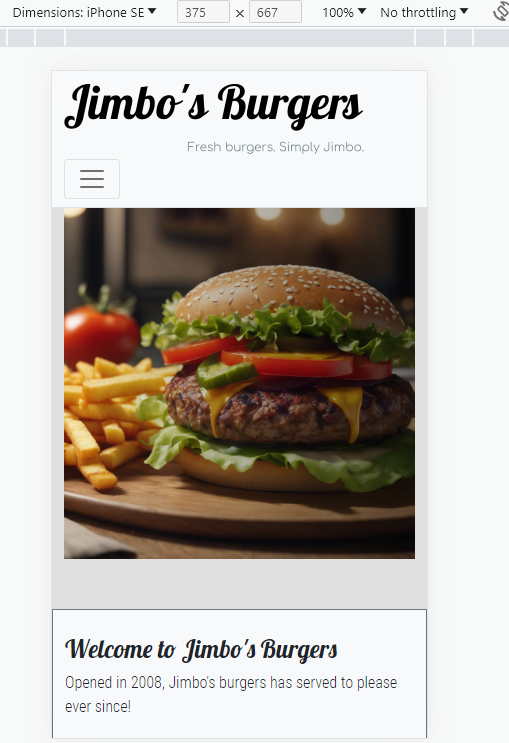 Dimensions: iPhone SE 375 × 667 100% No throttling
Jimbo's Burgers
Fresh burgers. Simply Jimbo.
Welcome to Jimbo's Burgers
Opened in 2008, Jimbo's burgers has served to please
ever since!